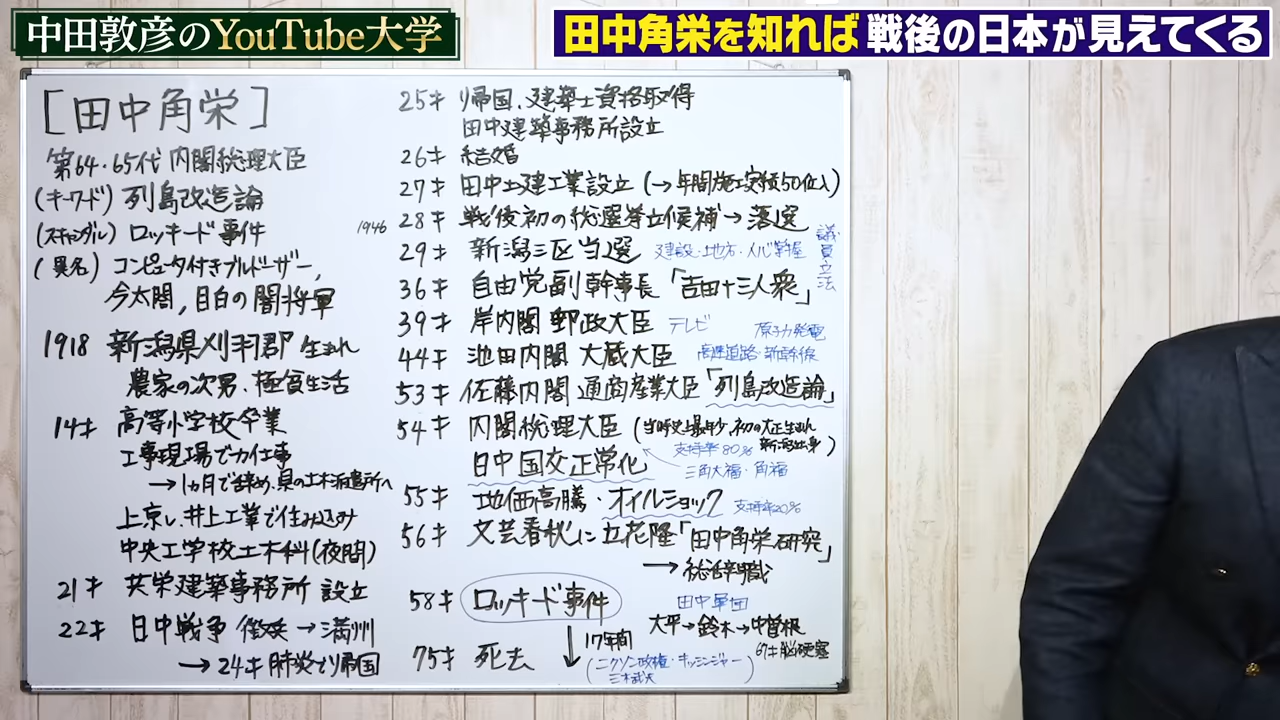 中田敦彦のYouTube大学
田中角栄を知れば 戦後の日本が見えてくる
[田中角栄]
第64・65代 内閣総理大臣
(キーワード) 列島改造論
(スキャンダル) ロッキード事件
(異名) コンピュータ付きブルドーザー,
今太閤, 目白の闇将軍
1918 新潟県刈羽郡 生まれ
農家の次男、極貧生活
14才 高等小学校卒業
工事現場で力仕事
→1カ月で辞め、県の土木派遣所へ
上京し、井上工業で住み込み
中央工学校土木科(夜間)
21才 共栄建築事務所 設立
22才 日中戦争 徴兵→満州
→24才 肺炎で帰国
25才 帰国、建築士資格取得
田中建築事務所設立
26才 結婚
27才 田中土建工業設立 (→年間施工実績50位入)
1946 28才 戦後初の総選挙立候補→落選
29才 新潟三区当選 建設・地方・人心掌握
議員立法
36才 自由党副幹事長「吉田十三人衆」
39才 岸内閣 郵政大臣 テレビ
原子力発電
44才 池田内閣 大蔵大臣 高速道路・新幹線
53才 佐藤内閣 通商産業大臣「列島改造論」
54才 内閣総理大臣 (当時史上最年少、初の大正生まれ
新潟出身)
支持率80%
日中国交正常化 三角大福・角福
55才 地価高騰・オイルショック 支持率20%
56才 文芸春秋に立花隆「田中角栄研究」
→総辞職
58才 ロッキード事件 田中軍団
大平→鈴木→中曽根
17年間
67才脳梗塞
75才 死去 (ニクソン政権・キッシンジャー)
三木武夫